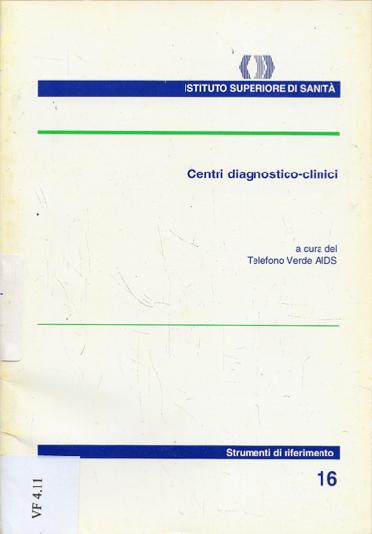 ISTITUTO SUPERIORE DI SANITÀ
Centri diagnostico-clinici
a cura del
Telefono Verde AIDS
Strumenti di riferimento
16
VF 4.11